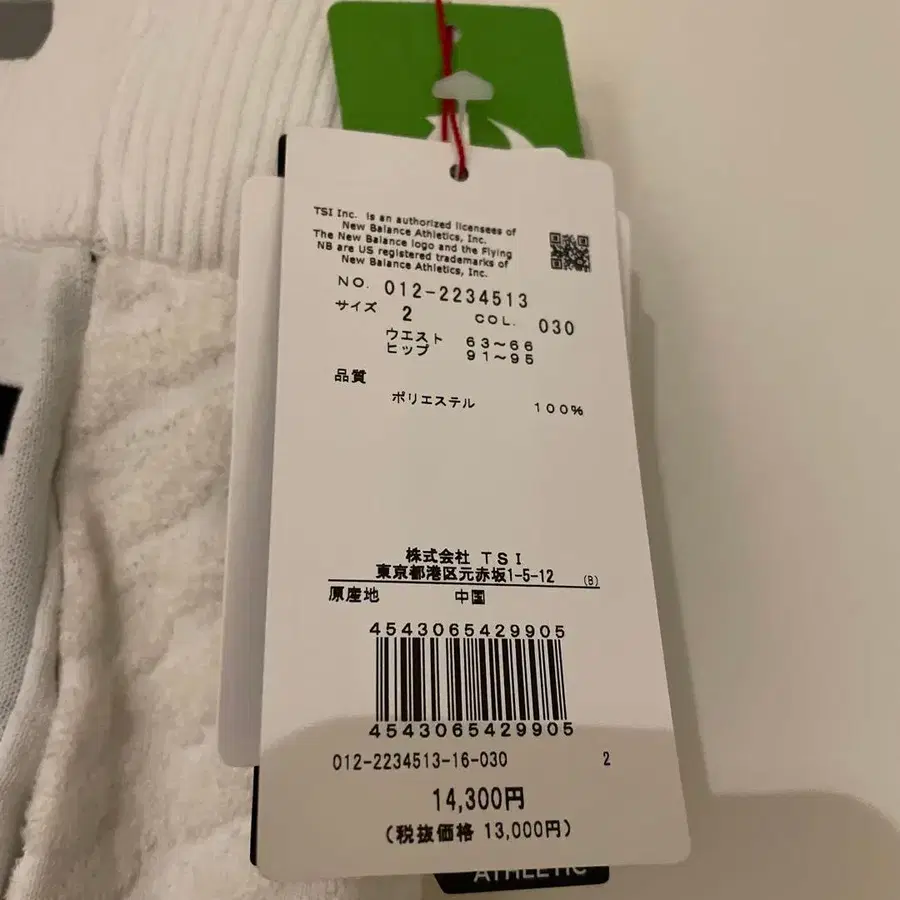 TSI Inc. is an authorized licensees of
New Balance Athletics, Inc.
The New Balance logo and the Flying
NB are US registered trademarks of
New Balance Athletics, Inc.
NO. 012-2234513
サイズ 2 COL. 030
ウエスト 63~66
ヒップ 91~95
品質
ポリエステル 100%
株式会社 TSI
東京都港区元赤坂1-5-12 (B)
原産地 中国
4543065429905
4543065429905
012-2234513-16-030 2
14,300円
(税抜価格 13,000円)
ATHLETIC